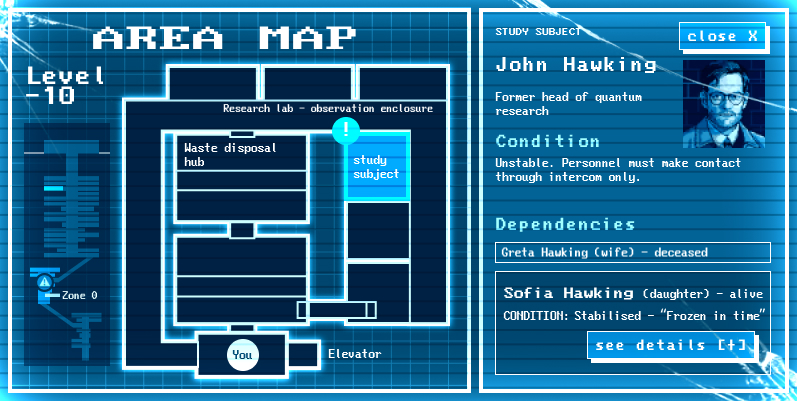 AREA MAP
Level
-10
Research lab - observation enclosure
!
Waste disposal
hub
study
subject
Zone 0
You
Elevator
STUDY SUBJECT
close X
John Hawking
Former head of quantum
research
Condition
Unstable. Personnel must make contact
through intercom only.
Dependencies
Greta Hawking (wife) - deceased
Sofia Hawking (daughter) - alive
CONDITION: Stabilised - “Frozen in time”
see details [+]